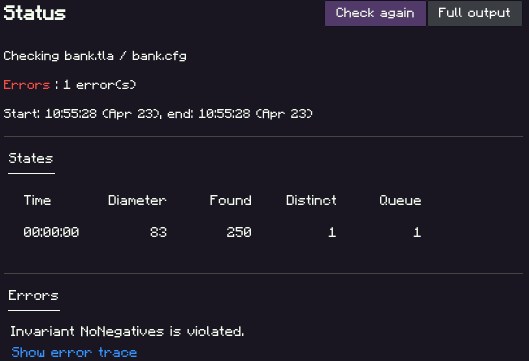 Status
Check again
Full output
Checking bank.tla / bank.cfg
Errors : 1 error(s)
Start: 10:55:28 (Apr 23), end: 10:55:28 (Apr 23)
States
Time Diameter Found Distinct Queue
00:00:00 83 250 1 1
Errors
Invariant NoNegatives is violated.
Show error trace